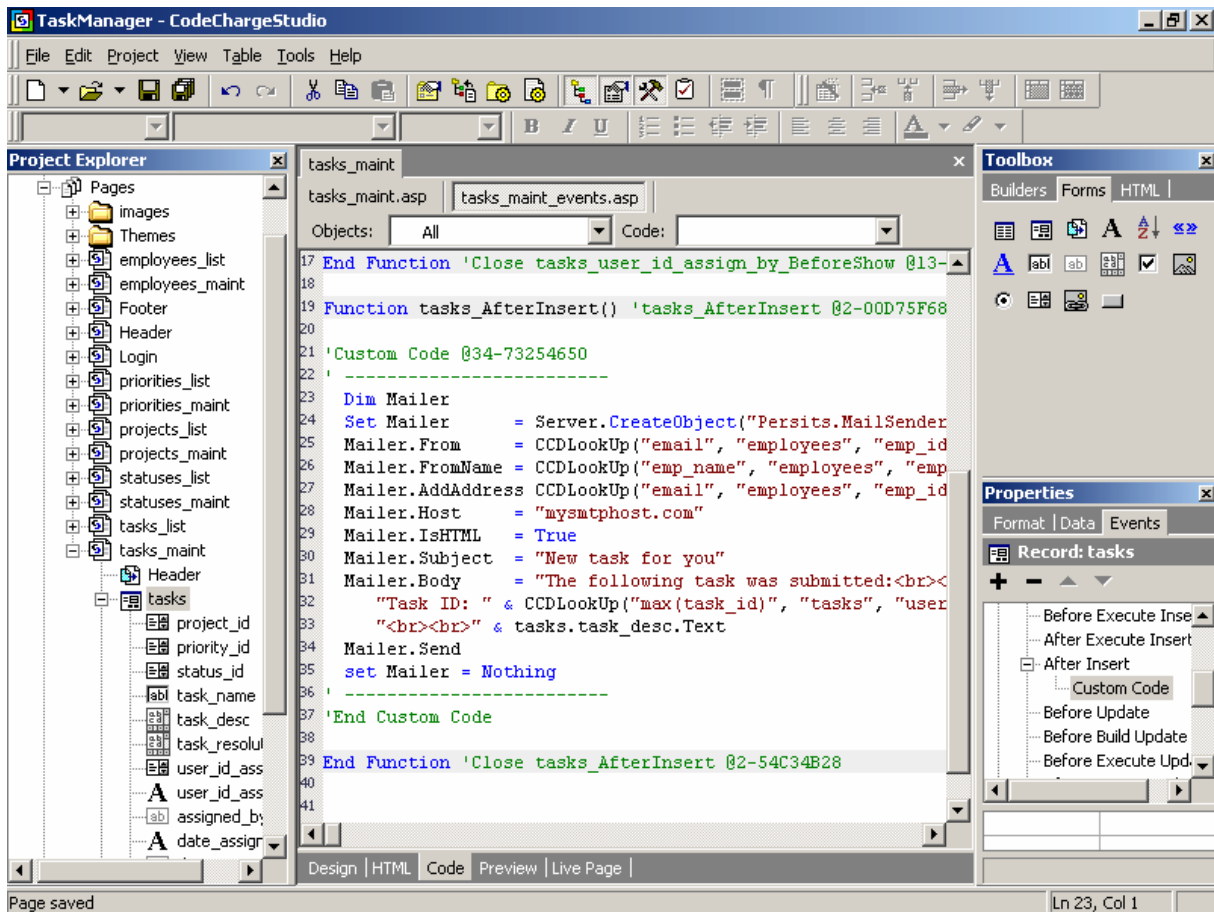 TaskManager - CodeChargeStudio
File Edit Project View Table Tools Help
B I U A
Project Explorer
Pages
images
Themes
employees_list
employees_maint
Footer
Header
Login
priorities_list
priorities_maint
projects_list
projects_maint
statuses_list
statuses_maint
tasks_list
tasks_maint
Header
tasks
project_id
priority_id
status_id
task_name
task_desc
task_resolu
user_id_ass
user_id_ass
assigned_by
date_assign
tasks_maint
tasks_maint.asp tasks_maint_events.asp
Objects: All Code:
17 End Function 'Close tasks_user_id_assign_by_BeforeShow @13-
18
19 Function tasks_AfterInsert() 'tasks_AfterInsert @2-00D75F68
20
21 'Custom Code @34-73254650
22 ' -------------------------
23 Dim Mailer
24 Set Mailer = Server.CreateObject("Persits.MailSender
25 Mailer.From = CCDLookUp("email", "employees", "emp_id
26 Mailer.FromName = CCDLookUp("emp_name", "employees", "emp
27 Mailer.AddAddress CCDLookUp("email", "employees", "emp_id
28 Mailer.Host = "mysmtphost.com"
29 Mailer.IsHTML = True
30 Mailer.Subject = "New task for you"
31 Mailer.Body = "The following task was submitted:<br><
32 "Task ID: " & CCDLookUp("max(task_id)", "tasks", "user
33 "<br><br>" & tasks.task_desc.Text
34 Mailer.Send
35 set Mailer = Nothing
36 ' -------------------------
37 'End Custom Code
38
39 End Function 'Close tasks_AfterInsert @2-54C34B28
40
41
Design HTML Code Preview Live Page
Toolbox
Builders Forms HTML
Properties
Format Data Events
Record: tasks
Before Execute Inse
After Execute Insert
After Insert
Custom Code
Before Update
Before Build Update
Before Execute Upd
Page saved
Ln 23, Col 1